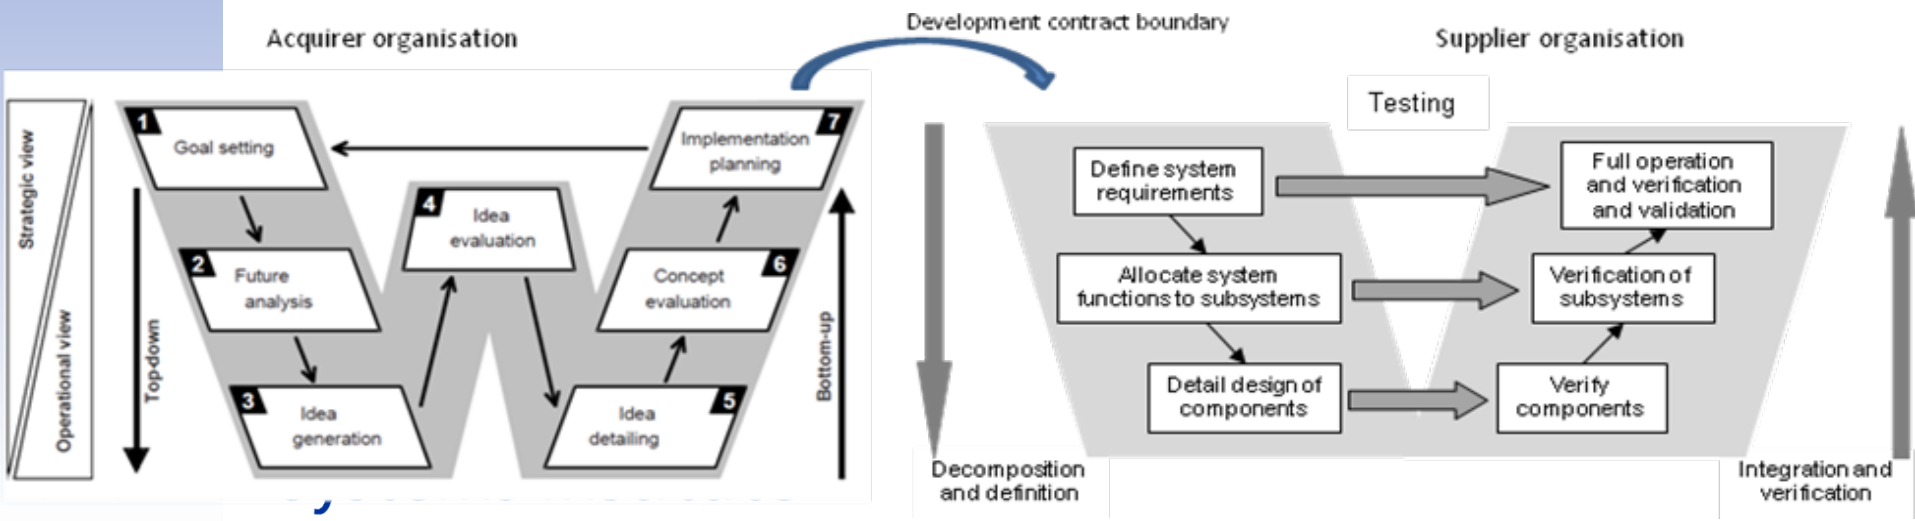 Acquirer organisation
Development contract boundary
Supplier organisation
Strategic view
Operational view
Top-down
Bottom-up
1
Goal setting
2
Future
analysis
3
Idea
generation
4
Idea
evaluation
5
Idea
detailing
6
Concept
evaluation
7
Implementation
planning
Testing
Define system
requirements
Full operation
and verification
and validation
Allocate system
functions to subsystems
Verification of
subsystems
Detail design of
components
Verify
components
Decomposition
and definition
Integration and
verification